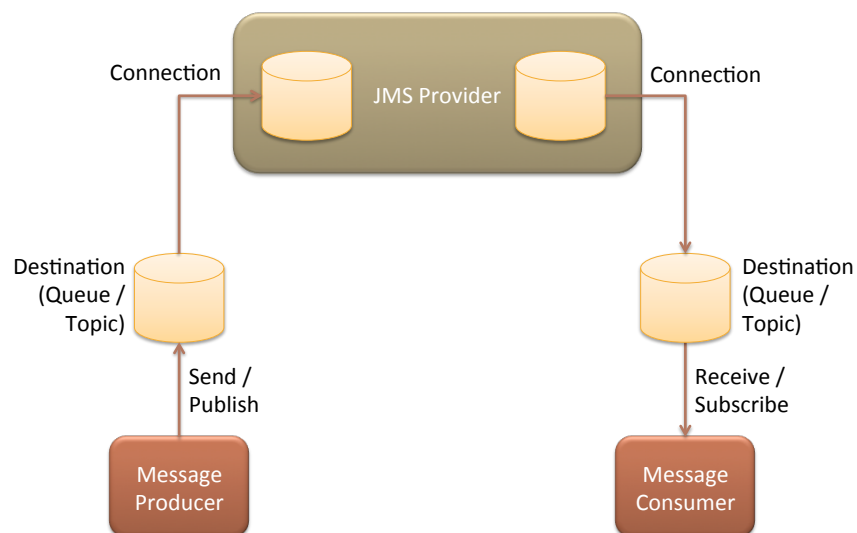 Connection
JMS Provider
Connection
Destination
(Queue /
Topic)
Destination
(Queue /
Topic)
Send /
Publish
Receive /
Subscribe
Message
Producer
Message
Consumer